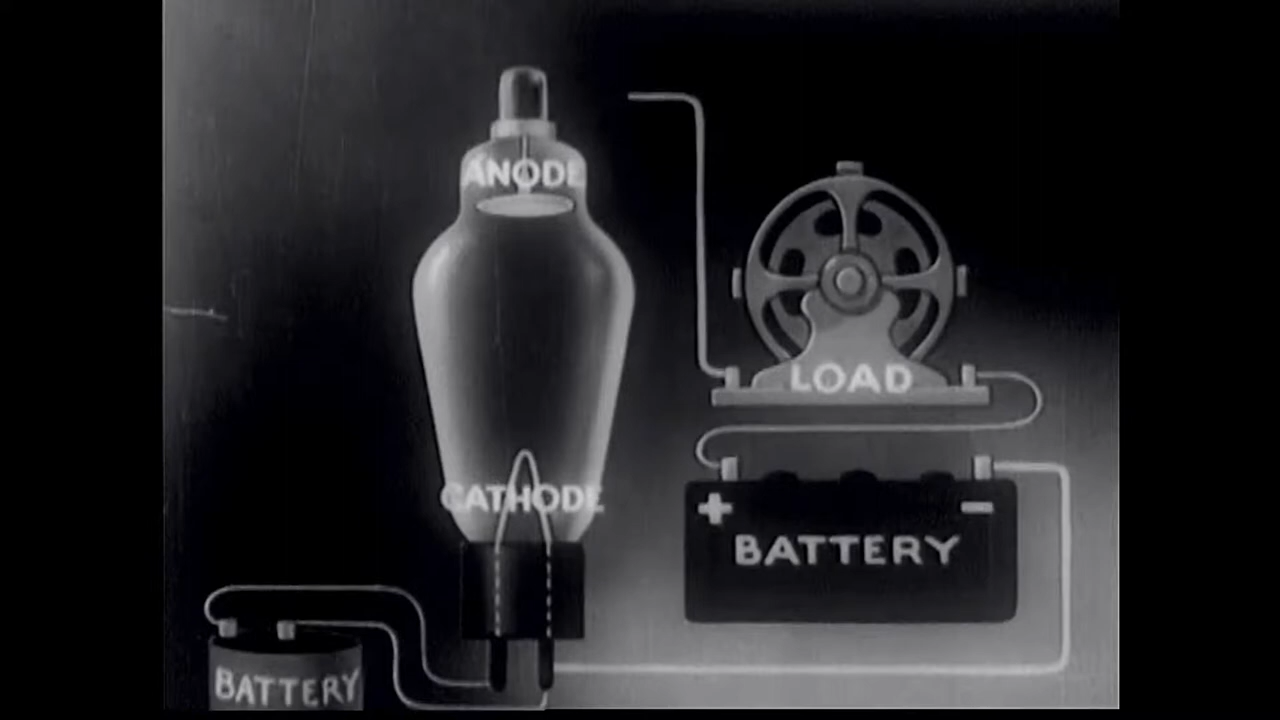 ANODE
LOAD
CATHODE
+ -
BATTERY
BATTERY